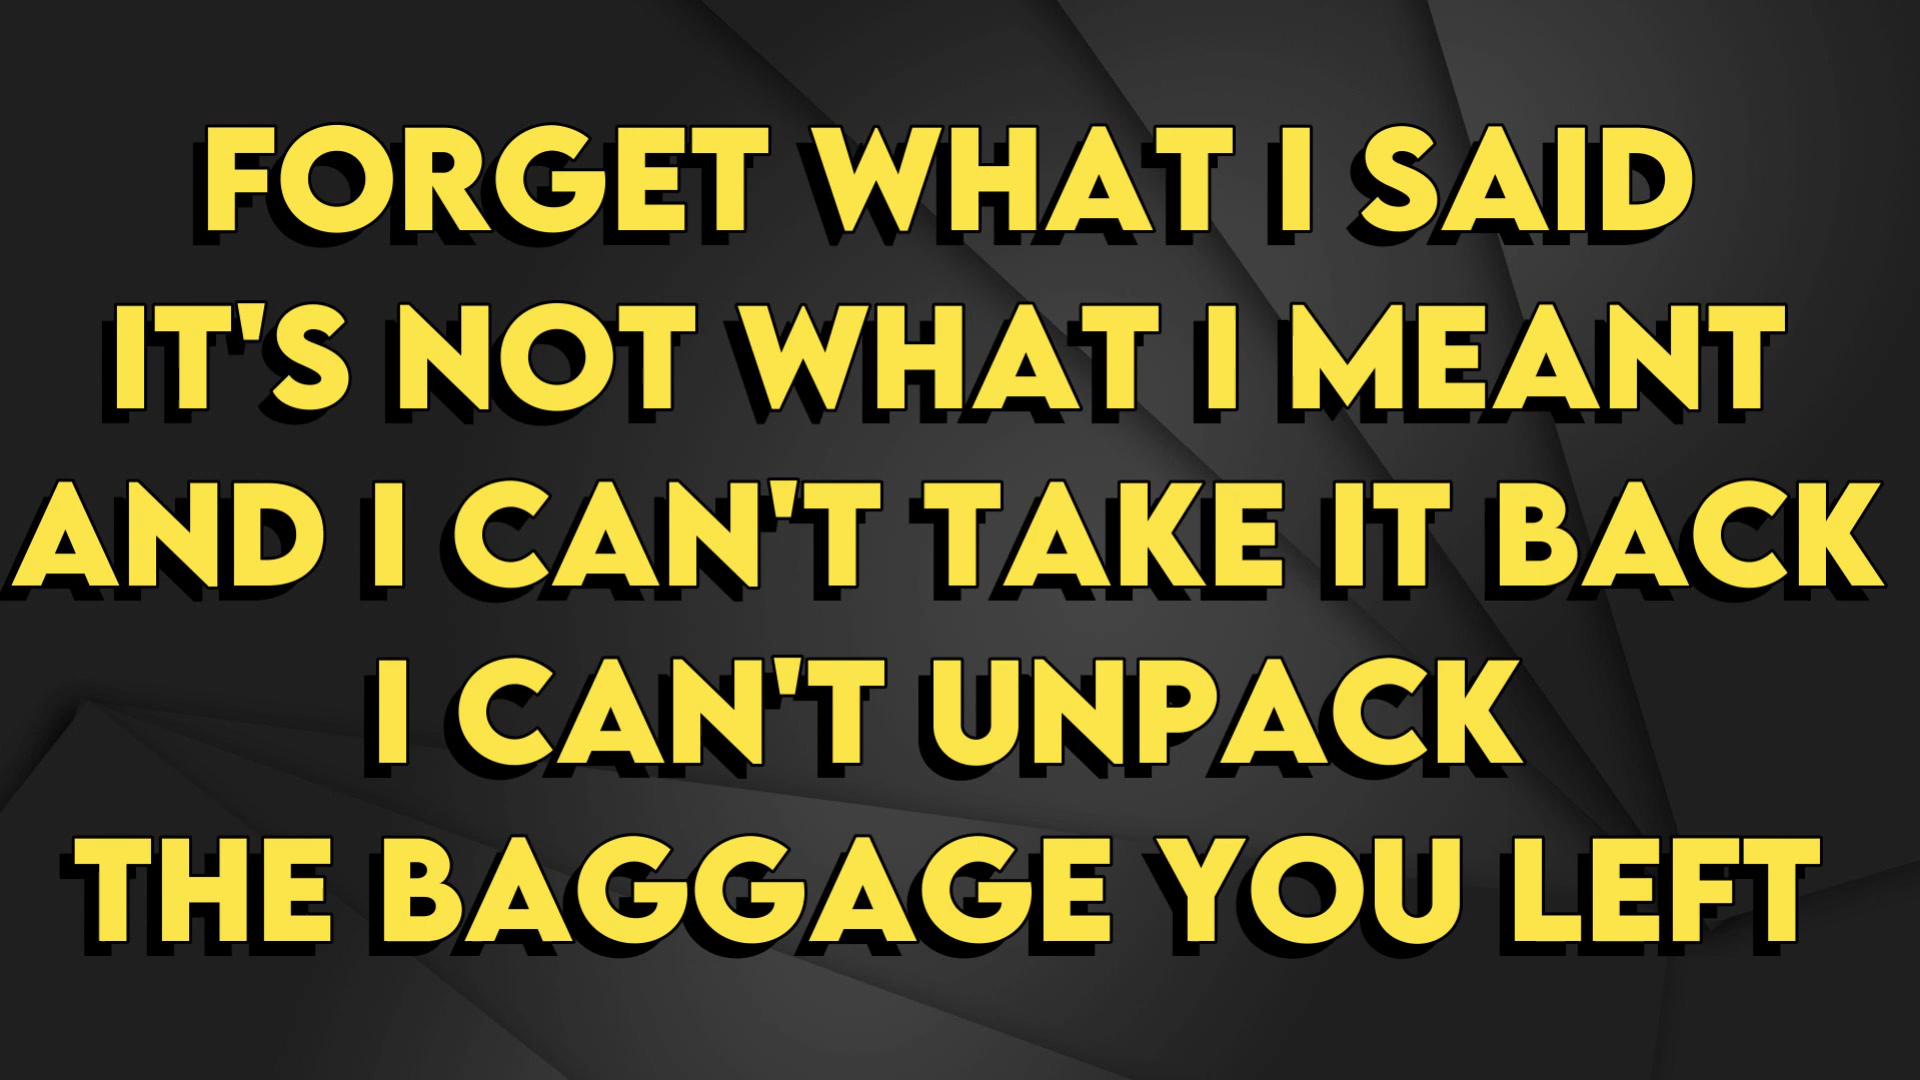 FORGET WHAT I SAID
IT'S NOT WHAT I MEANT
AND I CAN'T TAKE IT BACK
I CAN'T UNPACK
THE BAGGAGE YOU LEFT